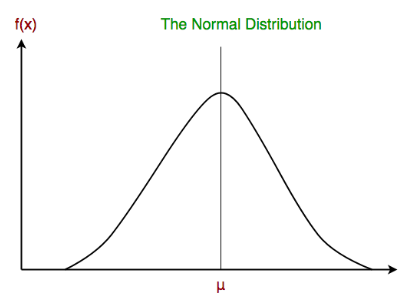 f(x)
The Normal Distribution
μ